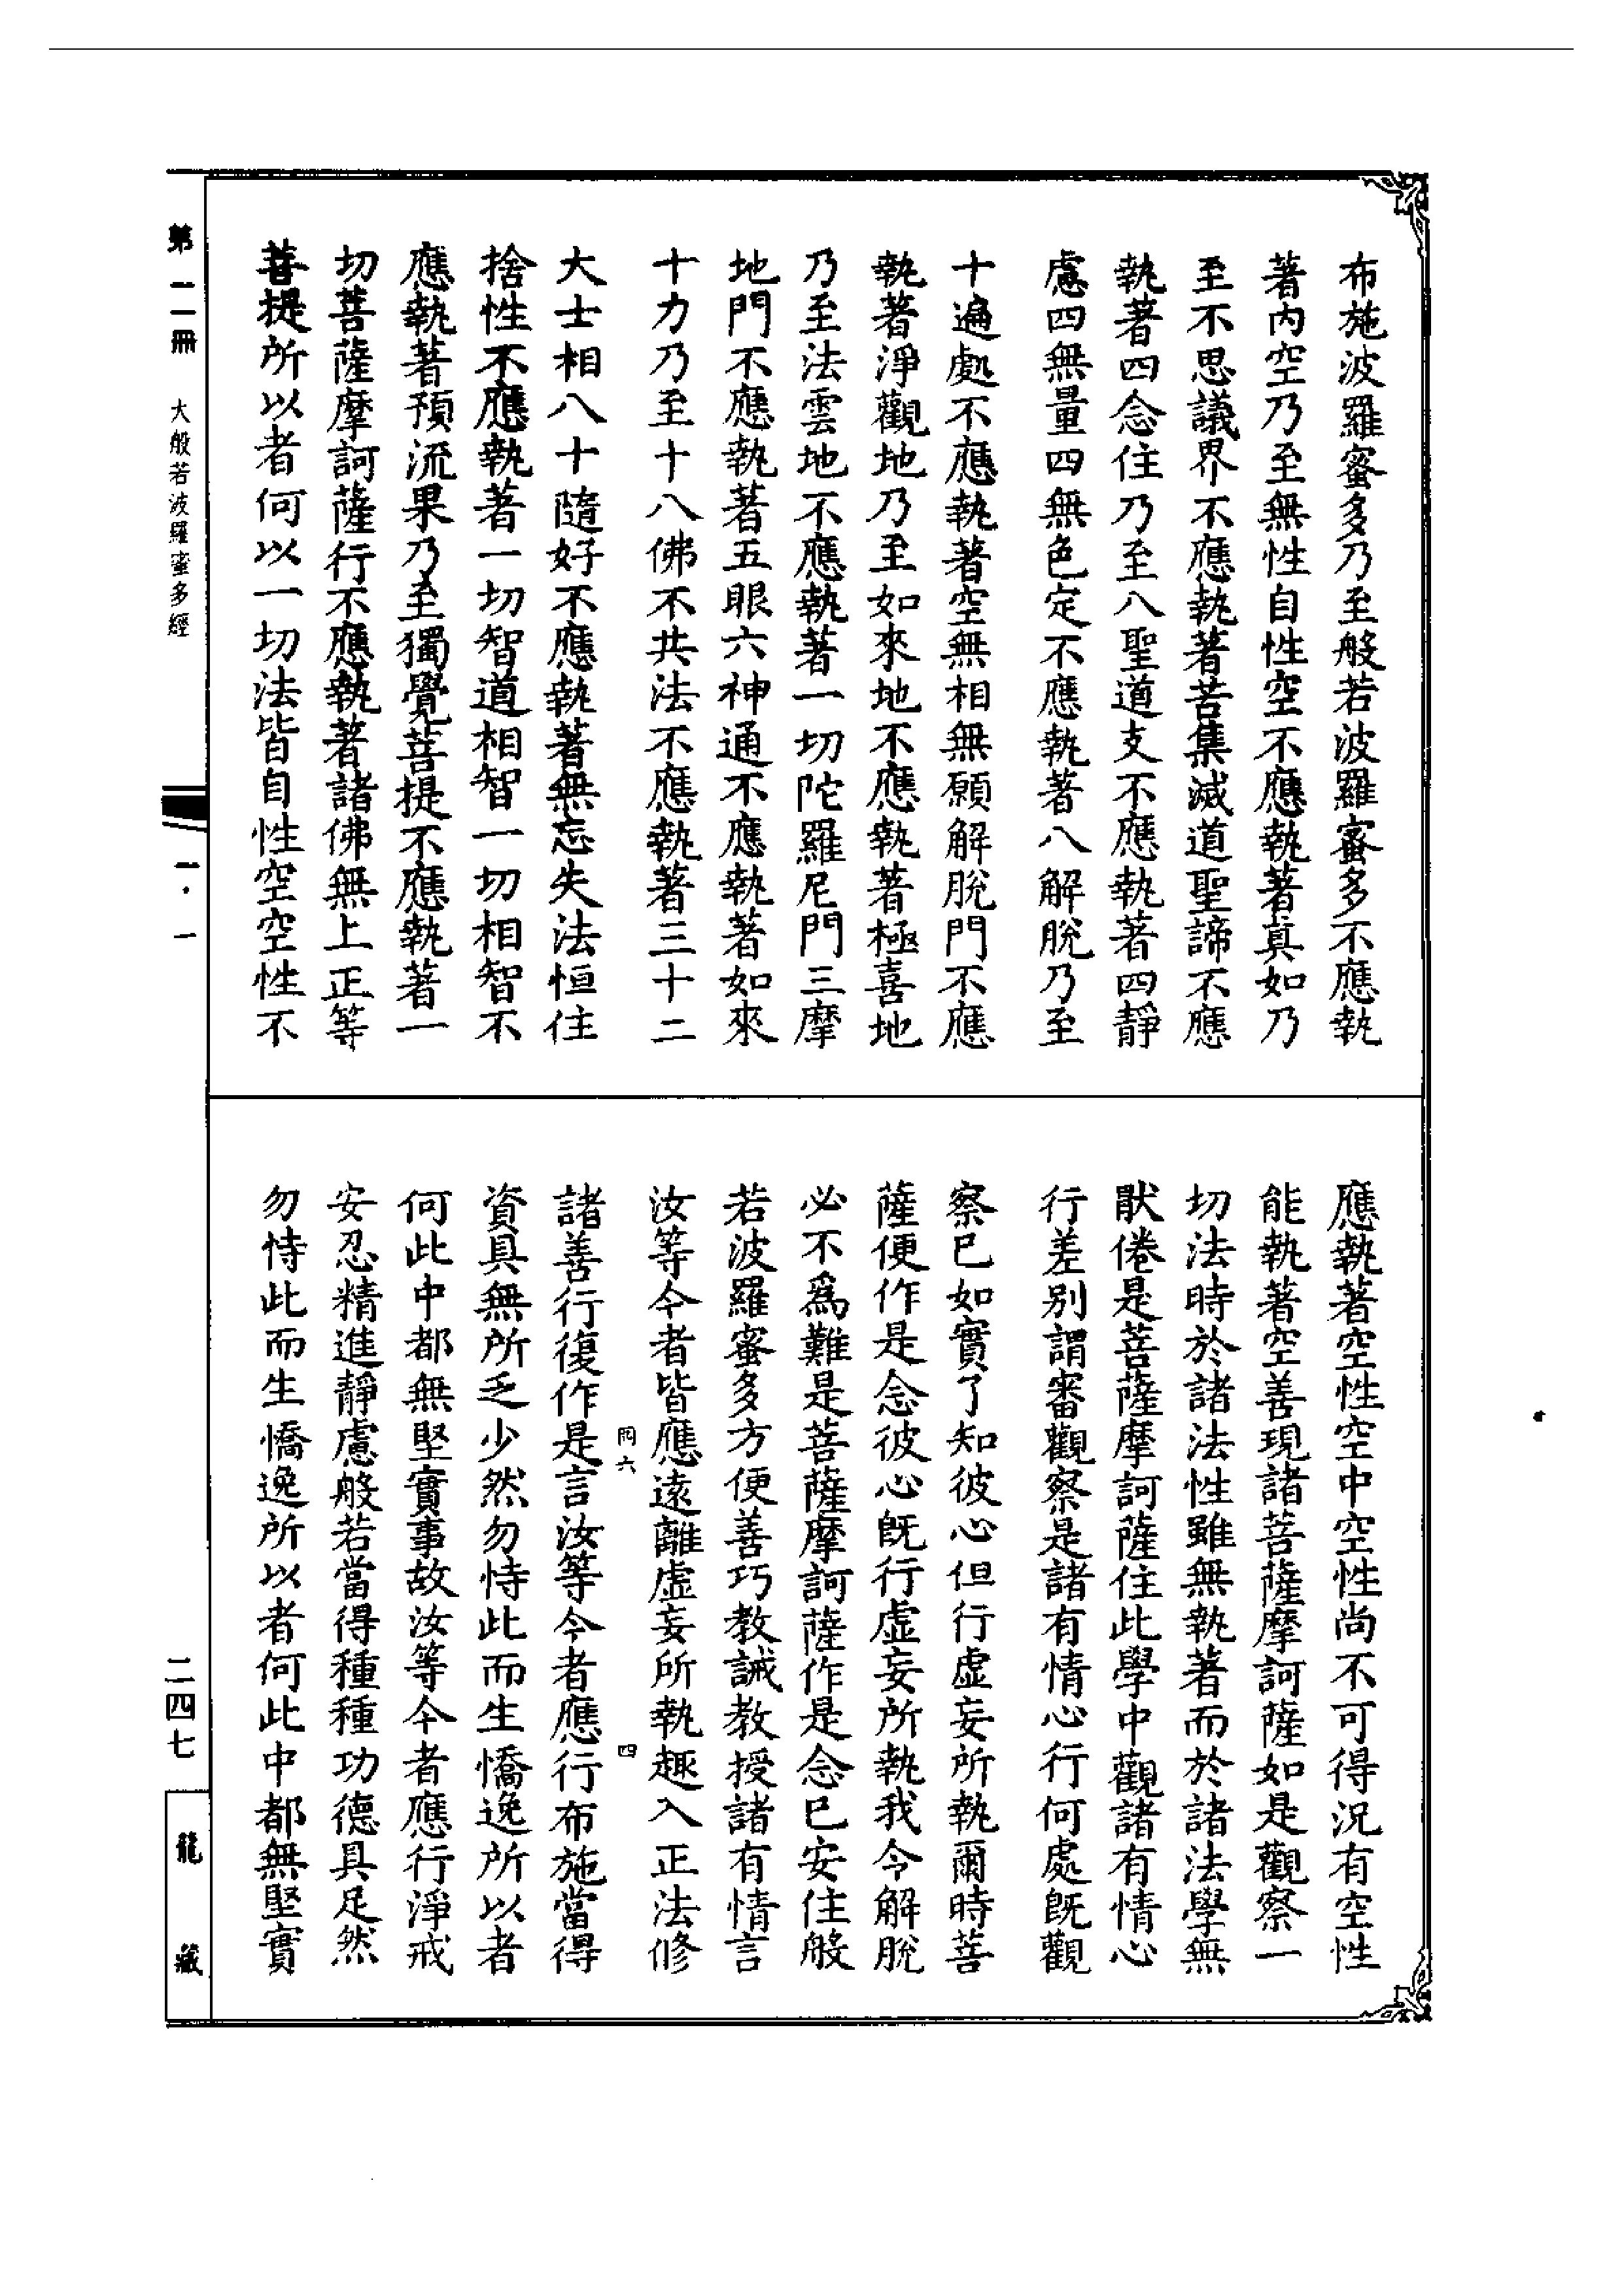 布施波羅蜜多乃至般若波羅蜜多不應執
著內空乃至無性自性空不應執著真如乃
至不思議界不應執著苦集滅道聖諦不應
執著四念住乃至八聖道支不應執著四靜
慮四無量四無色定不應執著八解脫乃至
十遍處不應執著空無相無願解脫門不應
執著淨觀地乃至如來地不應執著極喜地
乃至法雲地不應執著一切陀羅尼門三摩
地門不應執著五眼六神通不應執著如來
十力乃至十八佛不共法不應執著三十二
大士相八十隨好不應執著無忘失法恒住
捨性不應執著一切智道相智一切相智不
應執著預流果乃至獨覺菩提不應執著一
切菩薩摩訶薩行不應執著諸佛無上正等
菩提所以者何以一切法皆自性空空性不
應執著空性空中空性尚不可得況有空性
能執著空善現諸菩薩摩訶薩如是觀察一
切法時於諸法性雖無執著而於諸法學無
猒倦是菩薩摩訶薩住此學中觀諸有情心
行差別謂審觀察是諸有情心行何處既觀
察已如實了知彼心但行虛妄所執爾時菩
薩便作是念彼心既行虛妄所執我令解脫
必不為難是菩薩摩訶薩作是念已安住般
若波羅蜜多方便善巧教誡教授諸有情言
汝等今者皆應遠離虛妄所執趣入正法修
諸善行復作是言汝等今者應行布施當得
資具無所乏少然勿恃此而生憍逸所以者
何此中都無堅實事故汝等今者應行淨戒
安忍精進靜慮般若當得種種功德具足然
勿恃此而生憍逸所以者何此中都無堅實
六
四
大般若波羅蜜多經
一·一
二四七
龍藏